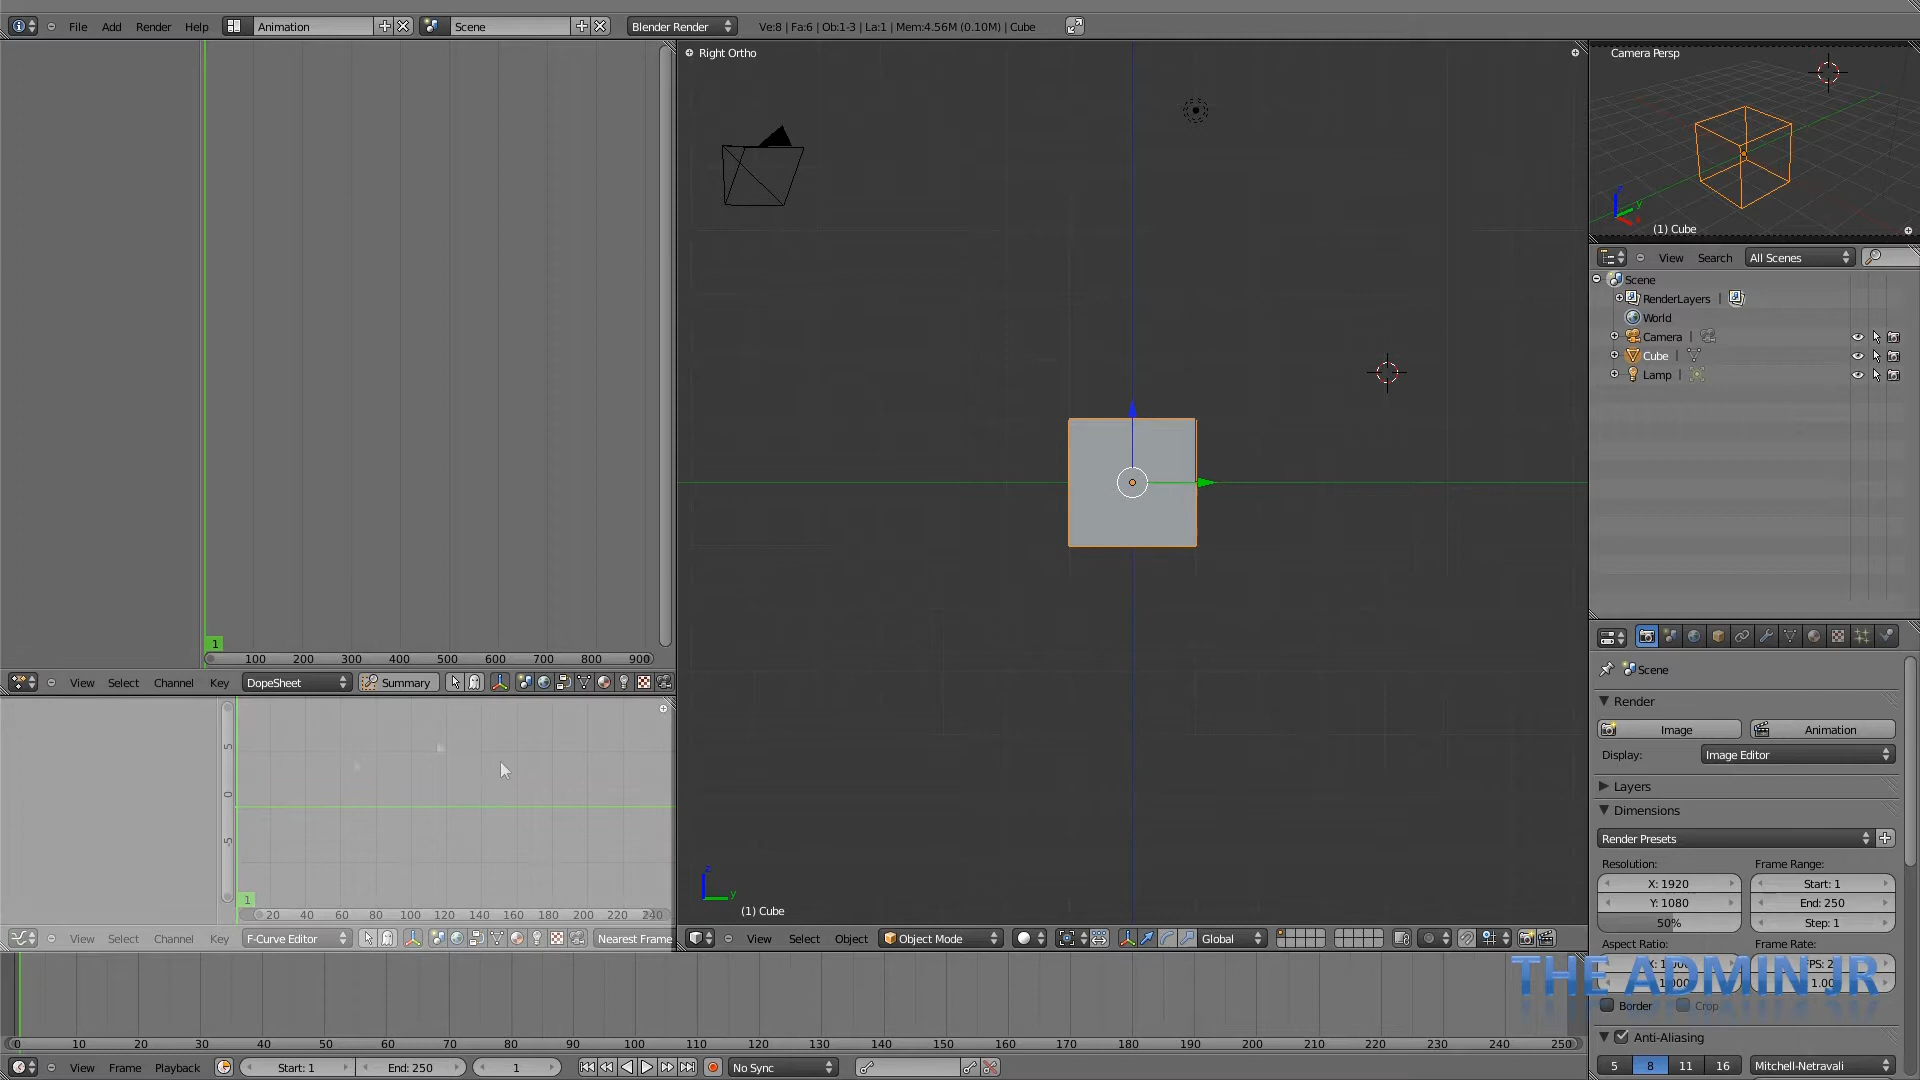 File Add Render Help Animation Scene Blender Render Ve:8 | Fa:6 | Ob:1-3 | La:1 | Mem:4.56M (0.10M) | Cube
Right Ortho
Camera Persp
(1) Cube
View Search All Scenes
Scene
RenderLayers |
World
Camera |
Cube |
Lamp |
1
100 200 300 400 500 600 700 800 900
View Select Channel Key DopeSheet Summary
5
0
-5
1
20 40 60 80 100 120 140 160 180 200 220 240
View Select Channel Key F-Curve Editor Nearest Frame
z
y
(1) Cube
View Select Object Object Mode Global
Scene
Render
Image Animation
Display: Image Editor
Layers
Dimensions
Render Presets
Resolution: Frame Range:
X: 1920 Start: 1
Y: 1080 End: 250
50% Step: 1
Aspect Ratio: Frame Rate:
THE ADMIN JR
Border Crop
Anti-Aliasing
5 8 11 16 Mitchell-Netravali
0 10 20 30 40 50 60 70 80 90 100 110 120 130 140 150 160 170 180 190 200 210 220 230 240 250
View Frame Playback Start: 1 End: 250 1 No Sync